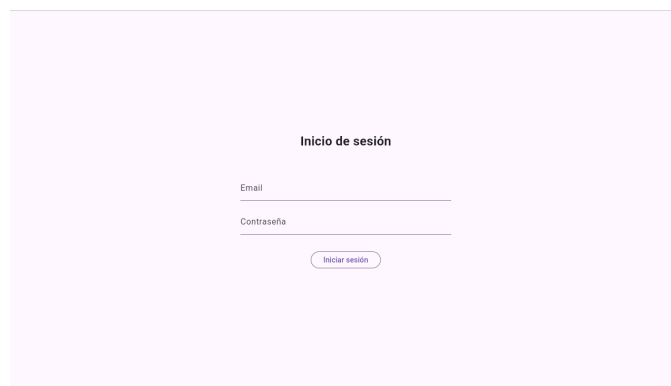 Inicio de sesión
Email
Contraseña
Iniciar sesión